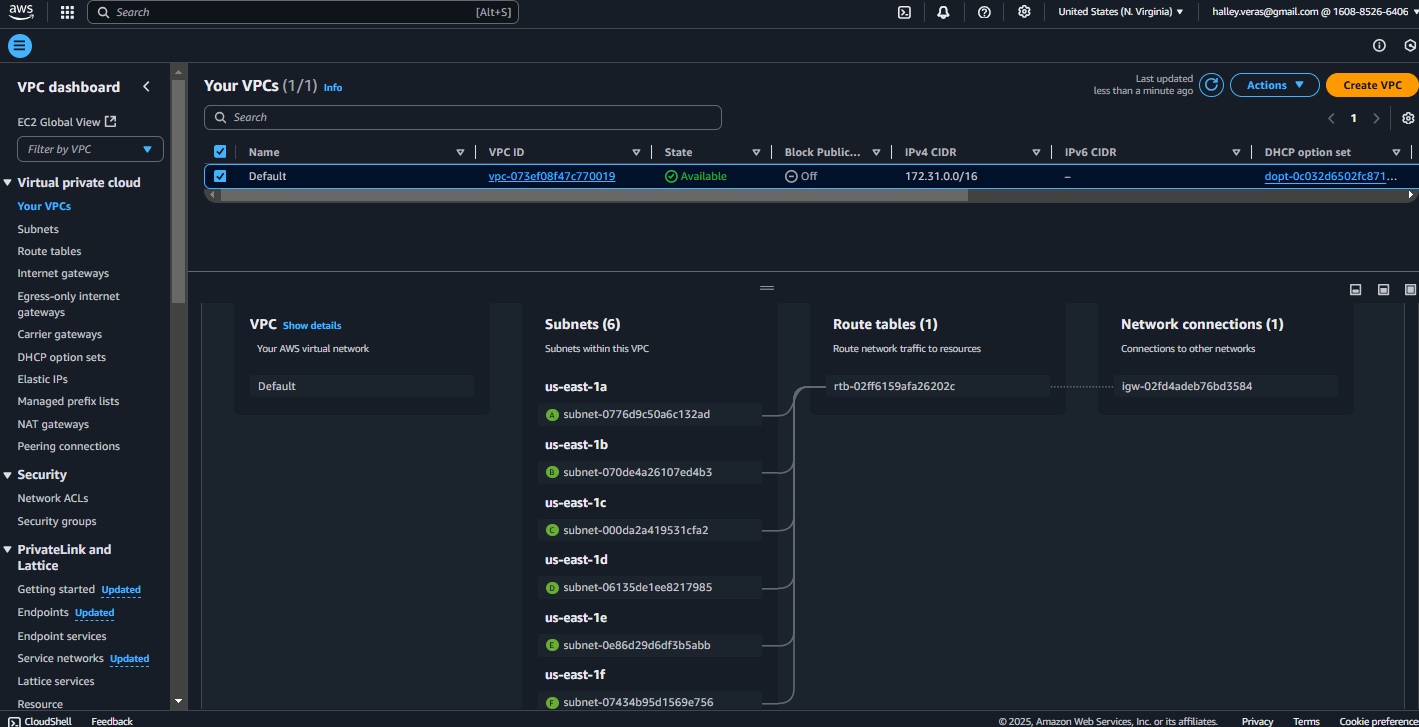 aws
Search [Alt+S]
United States (N. Virginia) halley.veras@gmail.com @ 1608-8526-6406
VPC dashboard
EC2 Global View
Filter by VPC
Virtual private cloud
Your VPCs
Subnets
Route tables
Internet gateways
Egress-only internet
gateways
Carrier gateways
DHCP option sets
Elastic IPs
Managed prefix lists
NAT gateways
Peering connections
Security
Network ACLs
Security groups
PrivateLink and
Lattice
Getting started Updated
Endpoints Updated
Endpoint services
Service networks Updated
Lattice services
Resource
Your VPCs (1/1) Info
Last updated
less than a minute ago
Actions
Create VPC
Search
1
Name VPC ID State Block Public... IPv4 CIDR IPv6 CIDR DHCP option set
Default vpc-073ef08f47c770019 Available Off 172.31.0.0/16 – dopt-0c032d6502fc871...
VPC Show details
Your AWS virtual network
Default
Subnets (6)
Subnets within this VPC
us-east-1a
A subnet-0776d9c50a6c132ad
us-east-1b
B subnet-070de4a26107ed4b3
us-east-1c
C subnet-000da2a419531cfa2
us-east-1d
D subnet-06135de1ee8217985
us-east-1e
E subnet-0e86d29d6df3b5abb
us-east-1f
F subnet-07434b95d1569e756
Route tables (1)
Route network traffic to resources
rtb-02ff6159afa26202c
Network connections (1)
Connections to other networks
igw-02fd4adeb76bd3584
CloudShell Feedback © 2025, Amazon Web Services, Inc. or its affiliates. Privacy Terms Cookie preferences